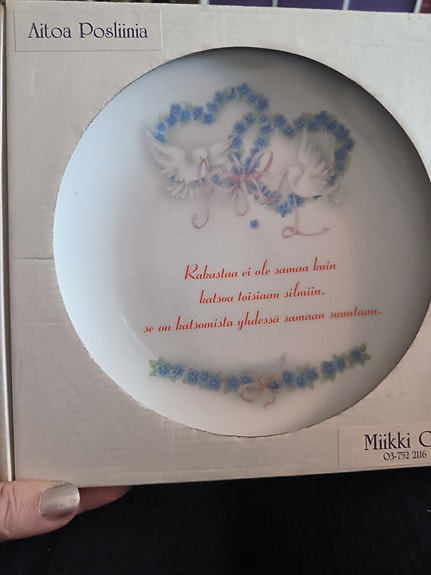 Aitoa Posliinia
Rakastaa ei ole samaa kuin
katsoa toisiaan silmiin,
se on katsomista yhdessä samaan suuntaan.
Miikki
03-752 2116